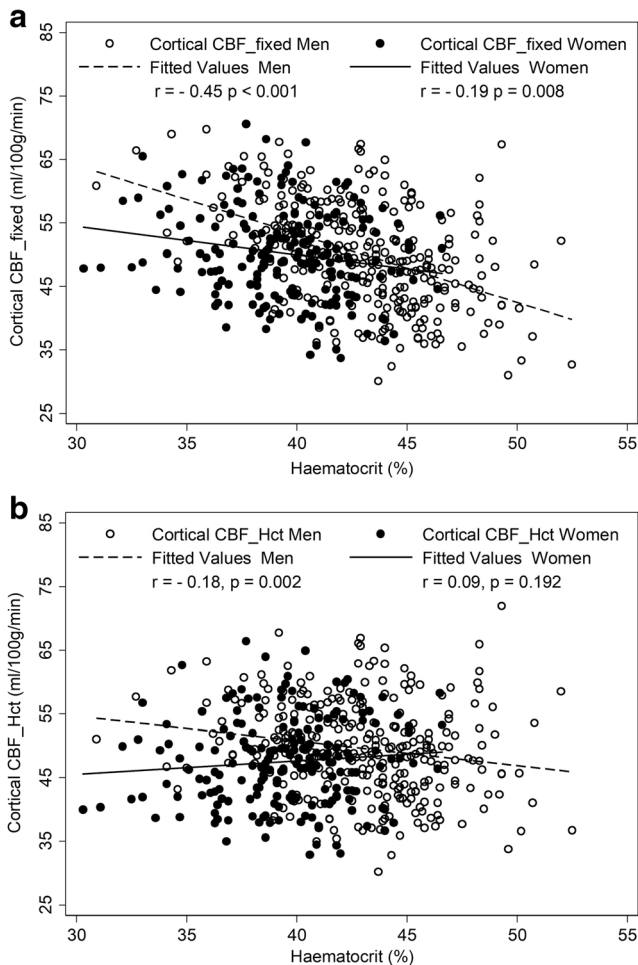 a
Cortical CBF_fixed Men Cortical CBF_fixed Women
Fitted Values Men Fitted Values Women
r = - 0.45 p < 0.001 r = - 0.19 p = 0.008
85
75
65
55
45
35
25
Cortical CBF_fixed (ml/100g/min)
30 35 40 45 50 55
Haematocrit (%)
b
Cortical CBF_Hct Men Cortical CBF_Hct Women
Fitted Values Men Fitted Values Women
r = - 0.18, p = 0.002 r = 0.09, p = 0.192
85
75
65
55
45
35
25
Cortical CBF_Hct (ml/100g/min)
30 35 40 45 50 55
Haematocrit (%)